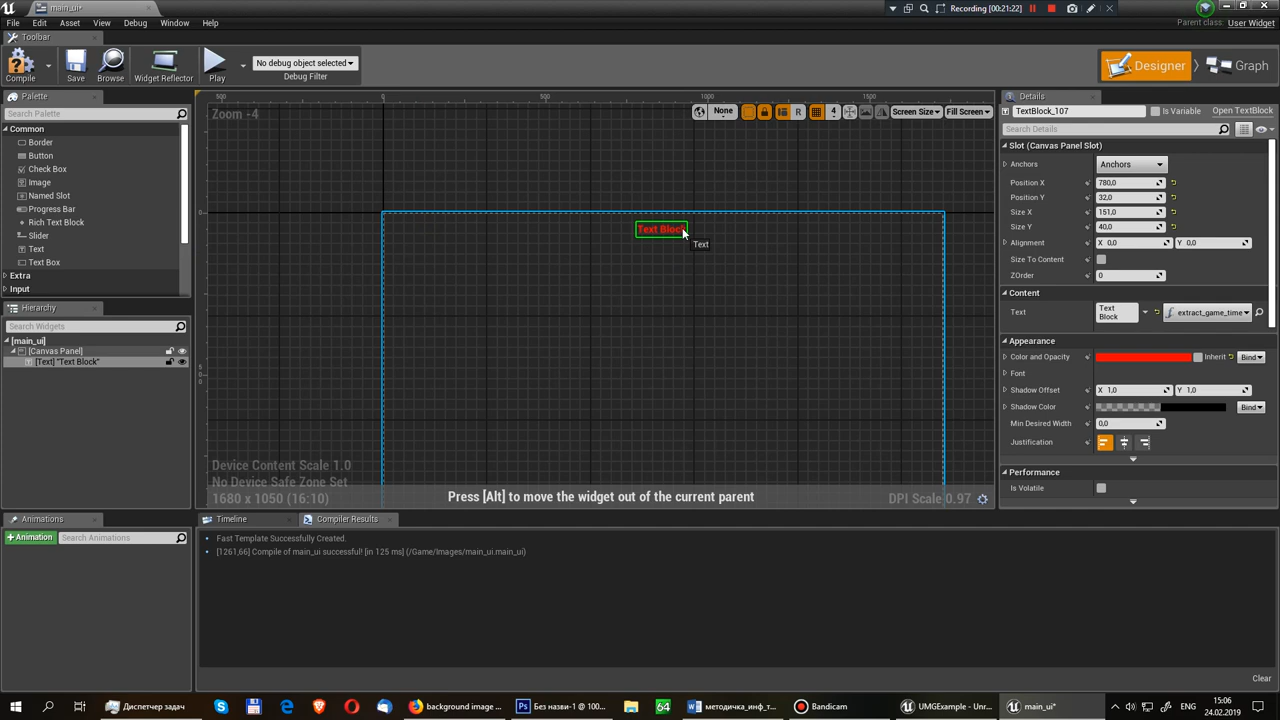 main_ui*
Recording [00:21:22]
File Edit Asset View Debug Window Help
Parent class: User Widget
Toolbar
Compile Save Browse Widget Reflector Play
No debug object selected
Debug Filter
Designer Graph
Palette
Search Palette
Common
Border
Button
Check Box
Image
Named Slot
Progress Bar
Rich Text Block
Slider
Text
Text Box
Extra
Input
Hierarchy
Search Widgets
[main_ui]
[Canvas Panel]
[Text] "Text Block"
Animations
+Animation Search Animations
500 0 500 1000 1500
Zoom -4
None R 4 Screen Size Fill Screen
0
500
Text Block
Text
Device Content Scale 1.0
No Device Safe Zone Set
1680 x 1050 (16:10)
Press [Alt] to move the widget out of the current parent
DPI Scale 0.97
Timeline Compiler Results
Fast Template Successfully Created.
[1261,66] Compile of main_ui successful! [in 125 ms] (/Game/Images/main_ui.main_ui)
Clear
Details
TextBlock_107 Is Variable Open TextBlock
Search Details
Slot (Canvas Panel Slot)
Anchors Anchors
Position X 780,0
Position Y 32,0
Size X 151,0
Size Y 40,0
Alignment X 0,0 Y 0,0
Size To Content
ZOrder 0
Content
Text Text Block extract_game_time
Appearance
Color and Opacity Inherit Bind
Font
Shadow Offset X 1,0 Y 1,0
Shadow Color Bind
Min Desired Width 0,0
Justification
Performance
Is Volatile
Диспетчер задач
background image ...
Без назви-1 @ 100...
64
методичка_инф_т...
Bandicam
UMGExample - Unr...
main_ui*
15:06
24.02.2019